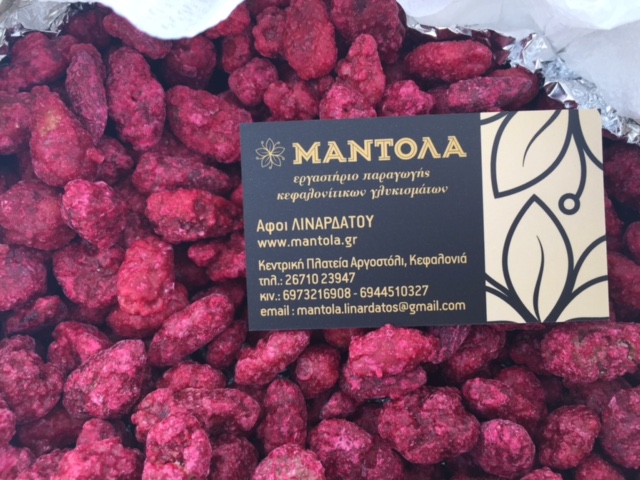 ΜΑΝΤΟΛΑ
εργαστήριο παραγωγής
κεφαλονίτικων γλυκισμάτων
Αφοι ΛΙΝΑΡΔΑΤΟΥ
www.mantola.gr
Κεντρική Πλατεία Αργοστόλι, Κεφαλονιά
τηλ.: 26710 23947
κιν.: 6973216908 - 6944510327
email : mantola.linardatos@gmail.com